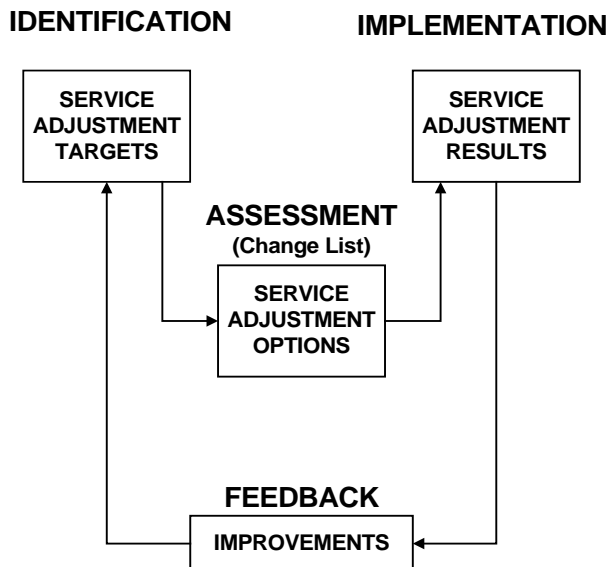 IDENTIFICATION
IMPLEMENTATION
SERVICE
ADJUSTMENT
TARGETS
SERVICE
ADJUSTMENT
RESULTS
ASSESSMENT
(Change List)
SERVICE
ADJUSTMENT
OPTIONS
FEEDBACK
IMPROVEMENTS